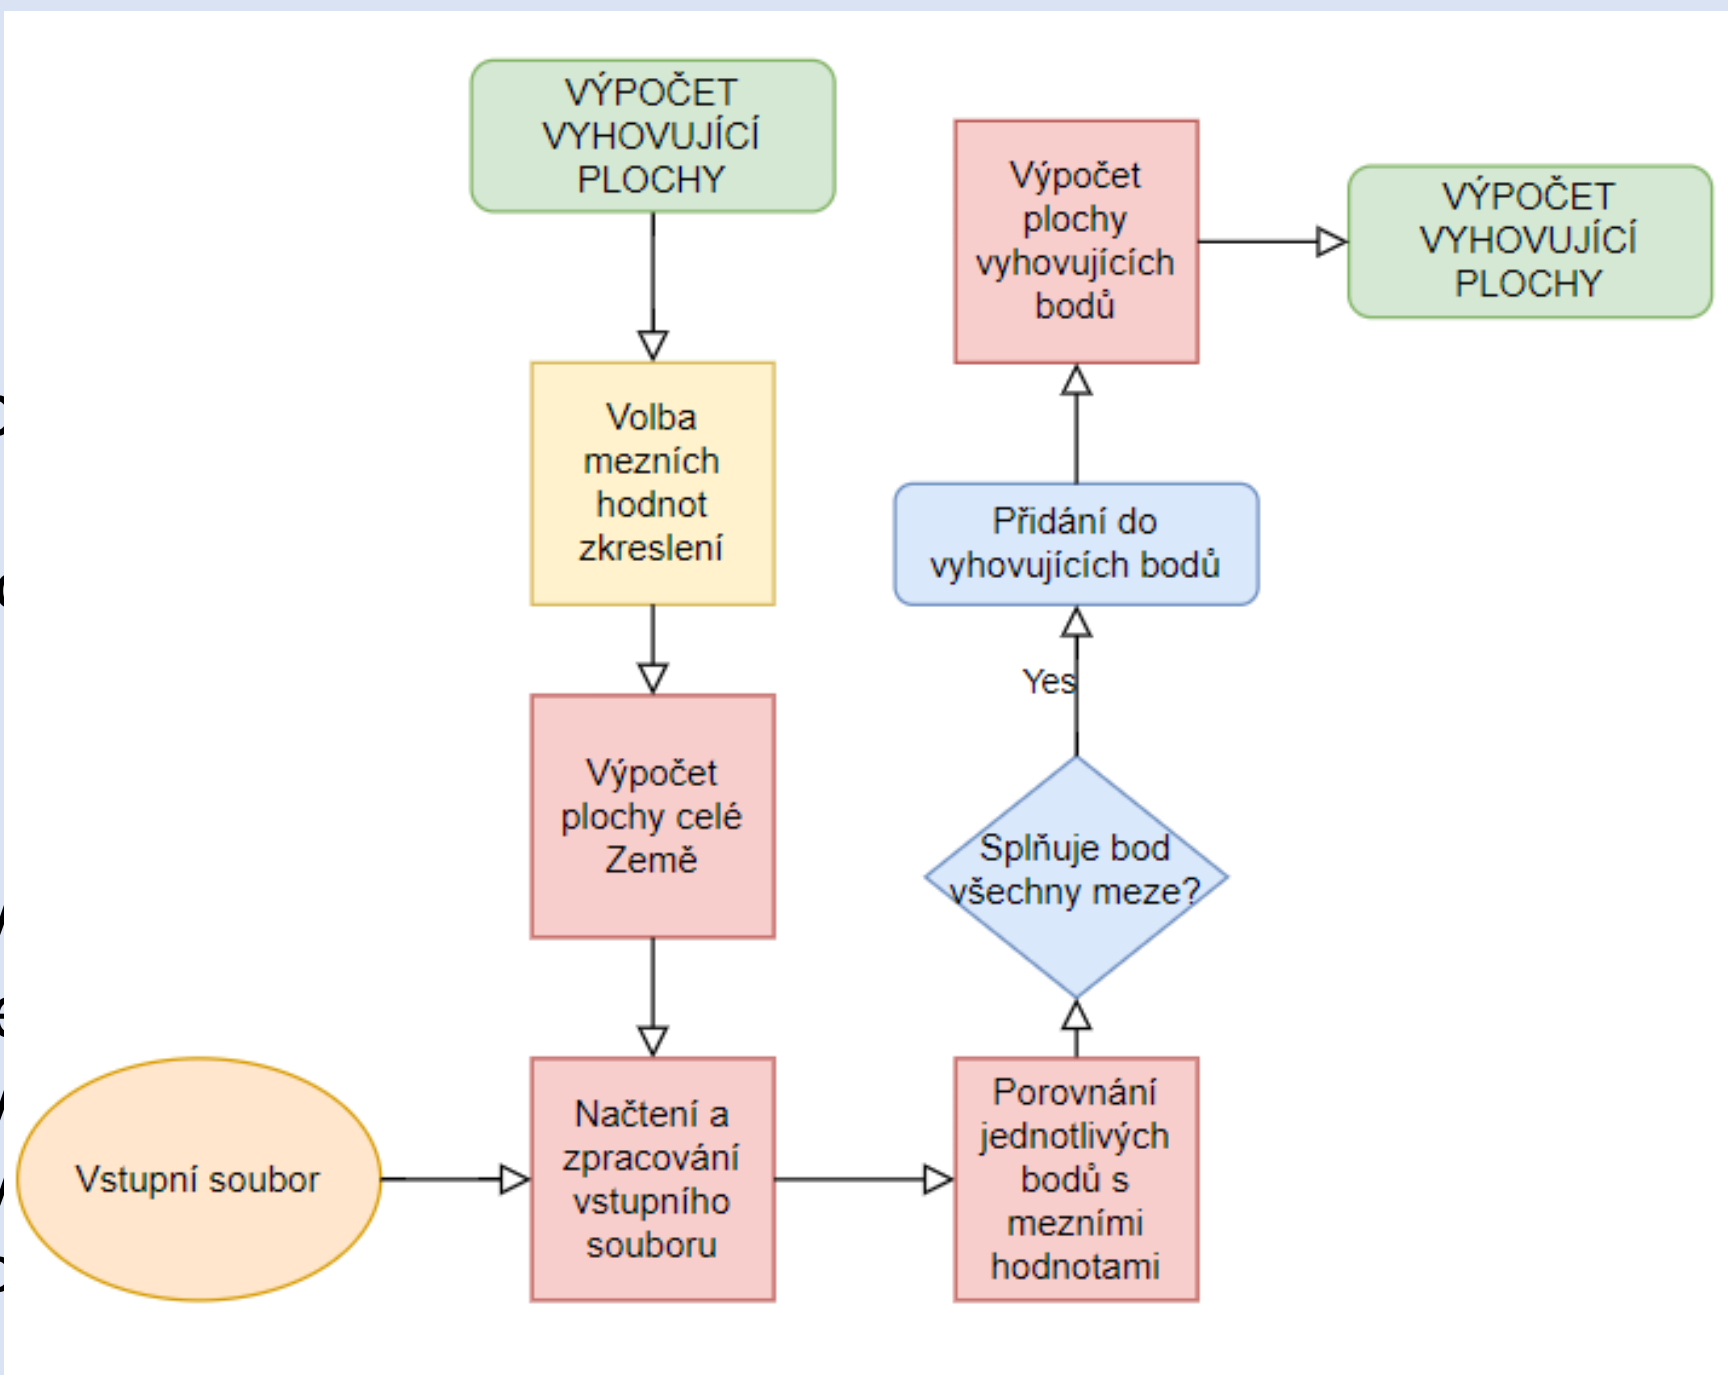 VÝPOČET
VYHOVUJÍCÍ
PLOCHY
Volba
mezních
hodnot
zkreslení
Výpočet
plochy celé
Země
Vstupní soubor
Načtení a
zpracování
vstupního
souboru
Porovnání
jednotlivých
bodů s
mezními
hodnotami
Splňuje bod
všechny meze?
Yes
Přidání do
vyhovujících bodů
Výpočet
plochy
vyhovujících
bodů
VÝPOČET
VYHOVUJÍCÍ
PLOCHY